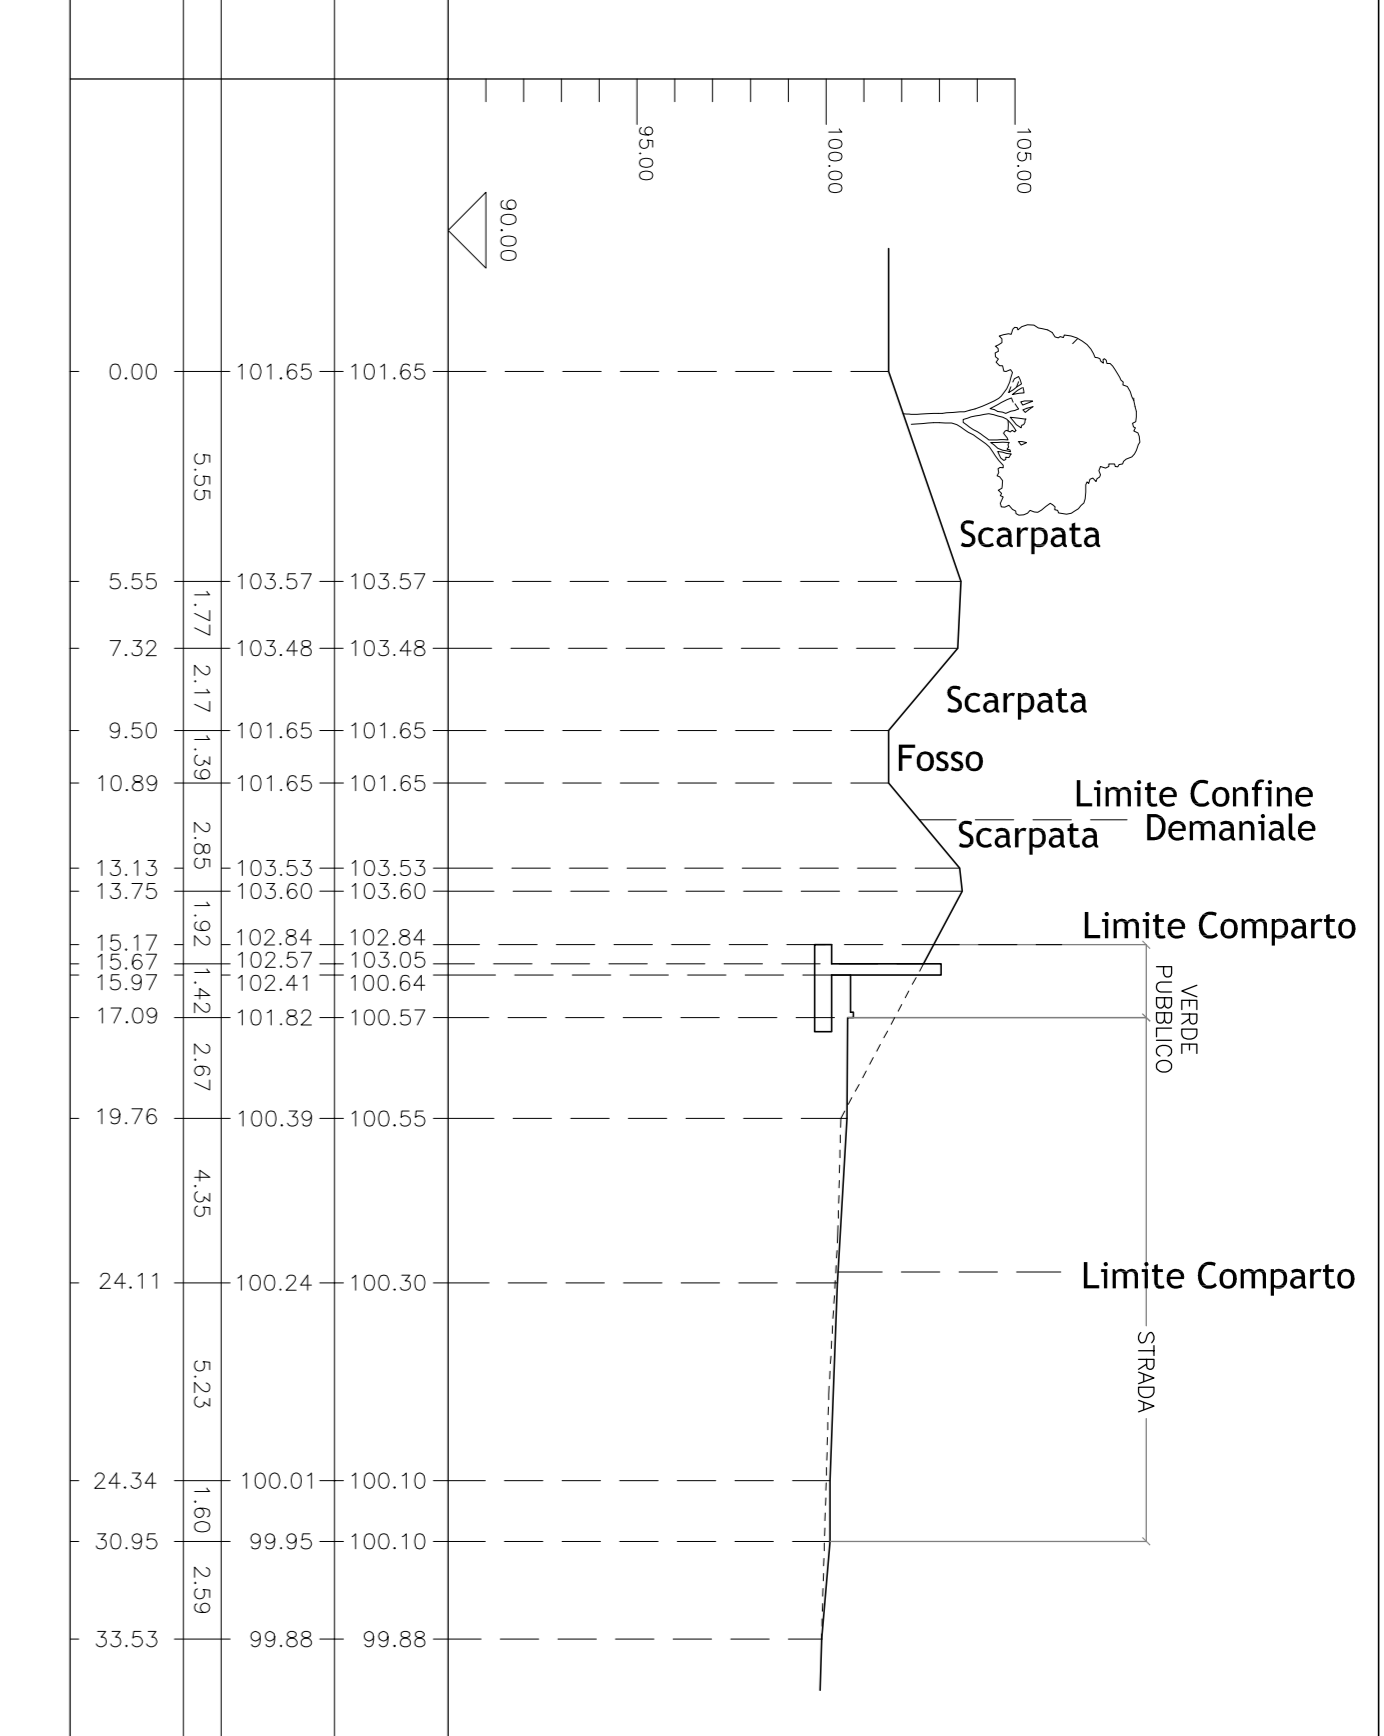 95.00
100.00
105.00
90.00
0.00 101.65 101.65
5.55
Scarpata
5.55 103.57 103.57
1.77
7.32 103.48 103.48
2.17
Scarpata
9.50 101.65 101.65
1.39
Fosso
10.89 101.65 101.65
Limite Confine
Demaniale
Scarpata
2.85
13.13 103.53 103.53
13.75 103.60 103.60
1.92
Limite Comparto
15.17 102.84 102.84
15.67 102.57 103.05
15.97 102.41 100.64
1.42
VERDE
PUBBLICO
17.09 101.82 100.57
2.67
19.76 100.39 100.55
4.35
Limite Comparto
24.11 100.24 100.30
5.23
STRADA
24.34 100.01 100.10
1.60
30.95 99.95 100.10
2.59
33.53 99.88 99.88